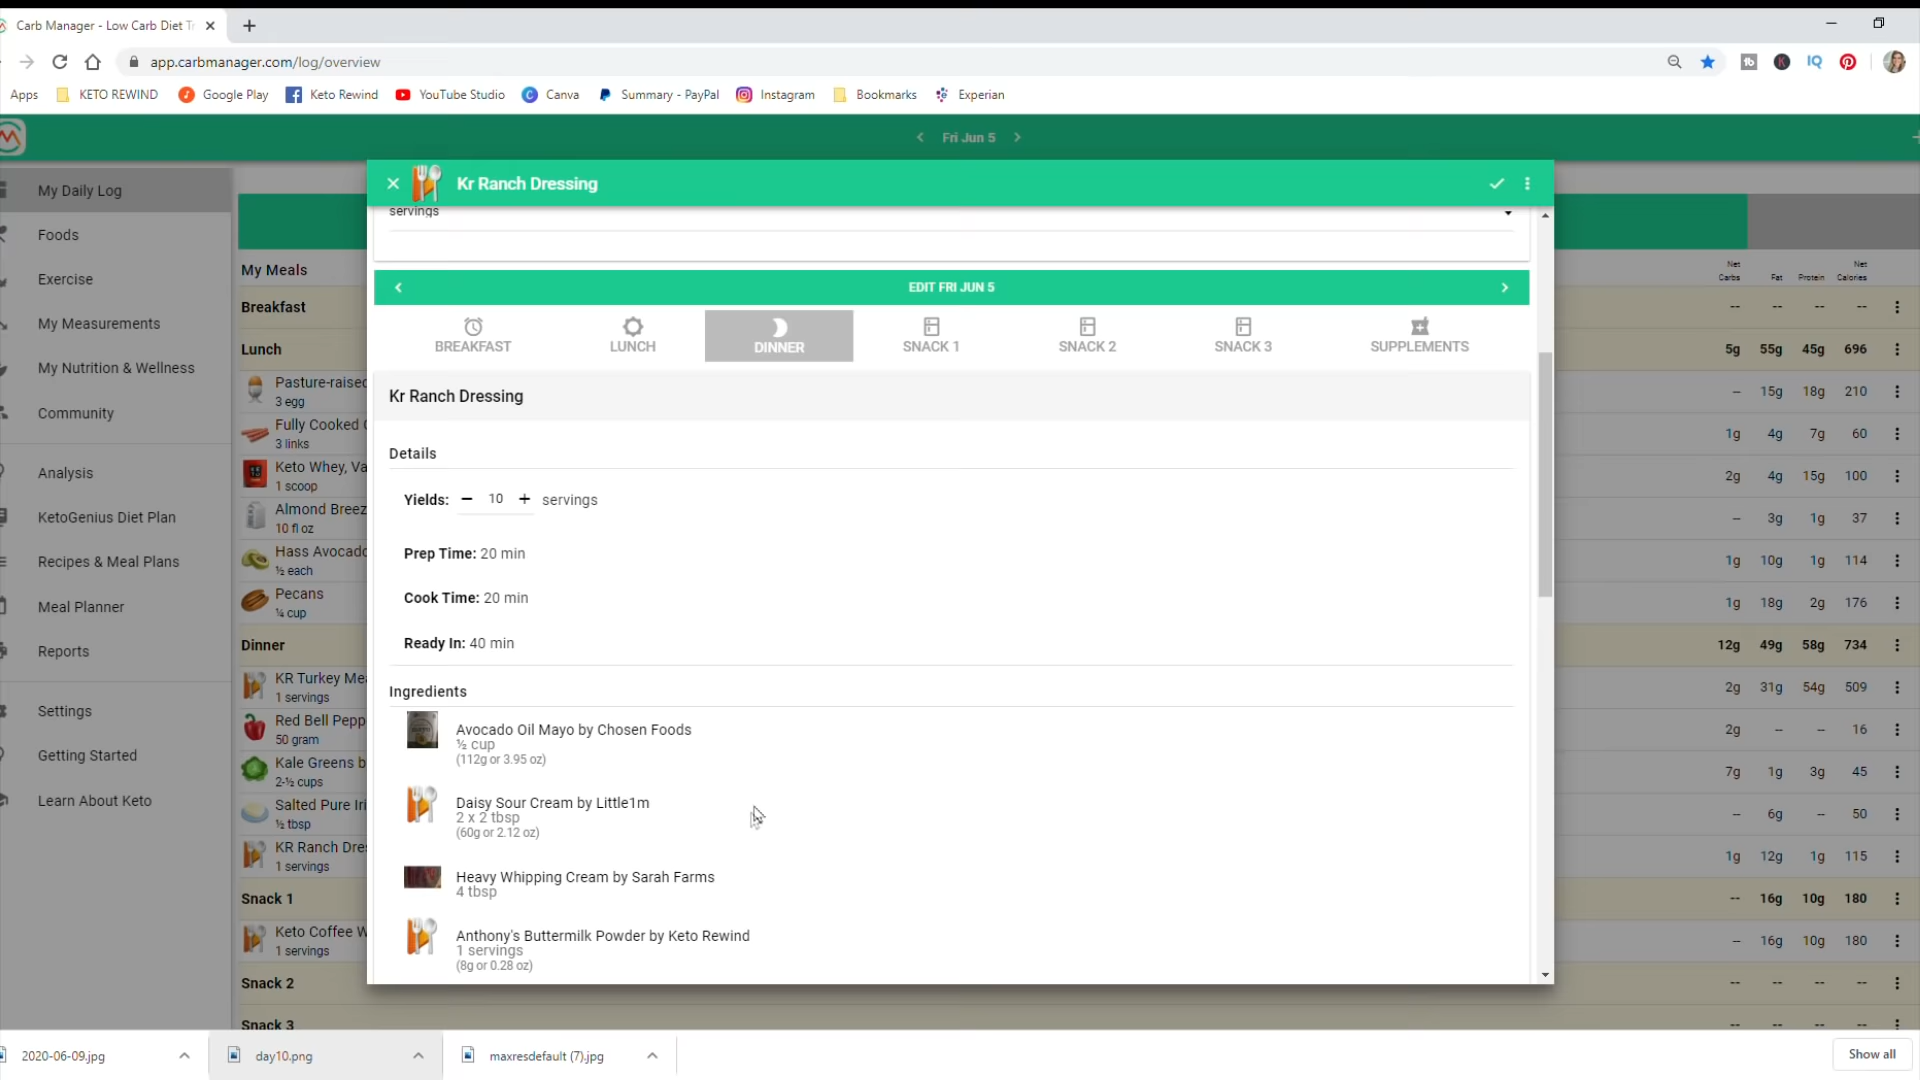 Carb Manager - Low Carb Diet Tr
app.carbmanager.com/log/overview
Apps
KETO REWIND
Google Play
Keto Rewind
YouTube Studio
Canva
Summary - PayPal
Instagram
Bookmarks
Experian
IQ
Fri Jun 5
My Daily Log
Foods
Exercise
My Measurements
My Nutrition & Wellness
Community
Analysis
KetoGenius Diet Plan
Recipes & Meal Plans
Meal Planner
Reports
Settings
Getting Started
Learn About Keto
My Meals
Breakfast
Lunch
Pasture-raised
3 egg
Fully Cooked
3 links
Keto Whey, Va
1 scoop
Almond Breez
10 fl oz
Hass Avocado
½ each
Pecans
¼ cup
Dinner
KR Turkey Me
1 servings
Red Bell Pepp
50 gram
Kale Greens b
2-½ cups
Salted Pure Iri
½ tbsp
KR Ranch Dre
1 servings
Snack 1
Keto Coffee W
1 servings
Snack 2
Snack 3
Kr Ranch Dressing
servings
EDIT FRI JUN 5
BREAKFAST
LUNCH
DINNER
SNACK 1
SNACK 2
SNACK 3
SUPPLEMENTS
Kr Ranch Dressing
Details
Yields: − 10 + servings
Prep Time: 20 min
Cook Time: 20 min
Ready In: 40 min
Ingredients
Avocado Oil Mayo by Chosen Foods
½ cup
(112g or 3.95 oz)
Daisy Sour Cream by Little1m
2 x 2 tbsp
(60g or 2.12 oz)
Heavy Whipping Cream by Sarah Farms
4 tbsp
Anthony's Buttermilk Powder by Keto Rewind
1 servings
(8g or 0.28 oz)
Net Carbs Fat Protein Net Calories
-- -- -- --
5g 55g 45g 696
-- 15g 18g 210
1g 4g 7g 60
2g 4g 15g 100
-- 3g 1g 37
1g 10g 1g 114
1g 18g 2g 176
12g 49g 58g 734
2g 31g 54g 509
2g -- -- 16
7g 1g 3g 45
-- 6g -- 50
1g 12g 1g 115
-- 16g 10g 180
-- 16g 10g 180
-- -- -- --
-- -- -- --
2020-06-09.jpg
day10.png
maxresdefault (7).jpg
Show all